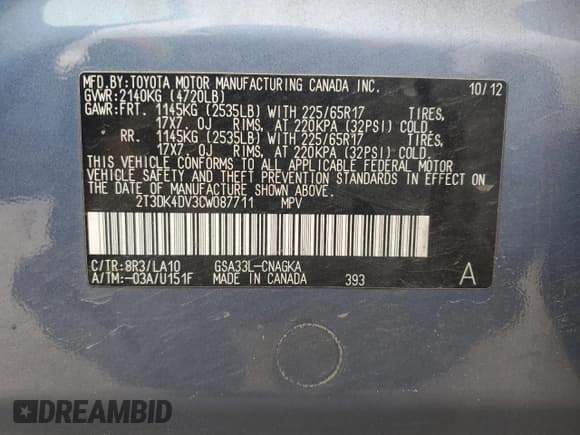 MFD.BY:TOYOTA MOTOR MANUFACTURING CANADA INC. 10/12
GVWR:2140KG (4720LB)
GAWR:FRT. 1145KG (2535LB) WITH 225/65R17 TIRES,
17X7 0J RIMS, AT 220KPA (32PSI) COLD.
RR. 1145KG (2535LB) WITH 225/65R17 TIRES,
17X7 0J RIMS, AT 220KPA (32PSI) COLD.
THIS VEHICLE CONFORMS TO ALL APPLICABLE FEDERAL MOTOR
VEHICLE SAFETY AND THEFT PREVENTION STANDARDS IN EFFECT
ON THE DATE OF MANUFACTURE SHOWN ABOVE.
2T3DK4DV3CW087711 MPV
C/TR:8R3/LA10 GSA33L-CNAGKA
A/TM:-03A/U151F MADE IN CANADA 393 A
DREAMBID